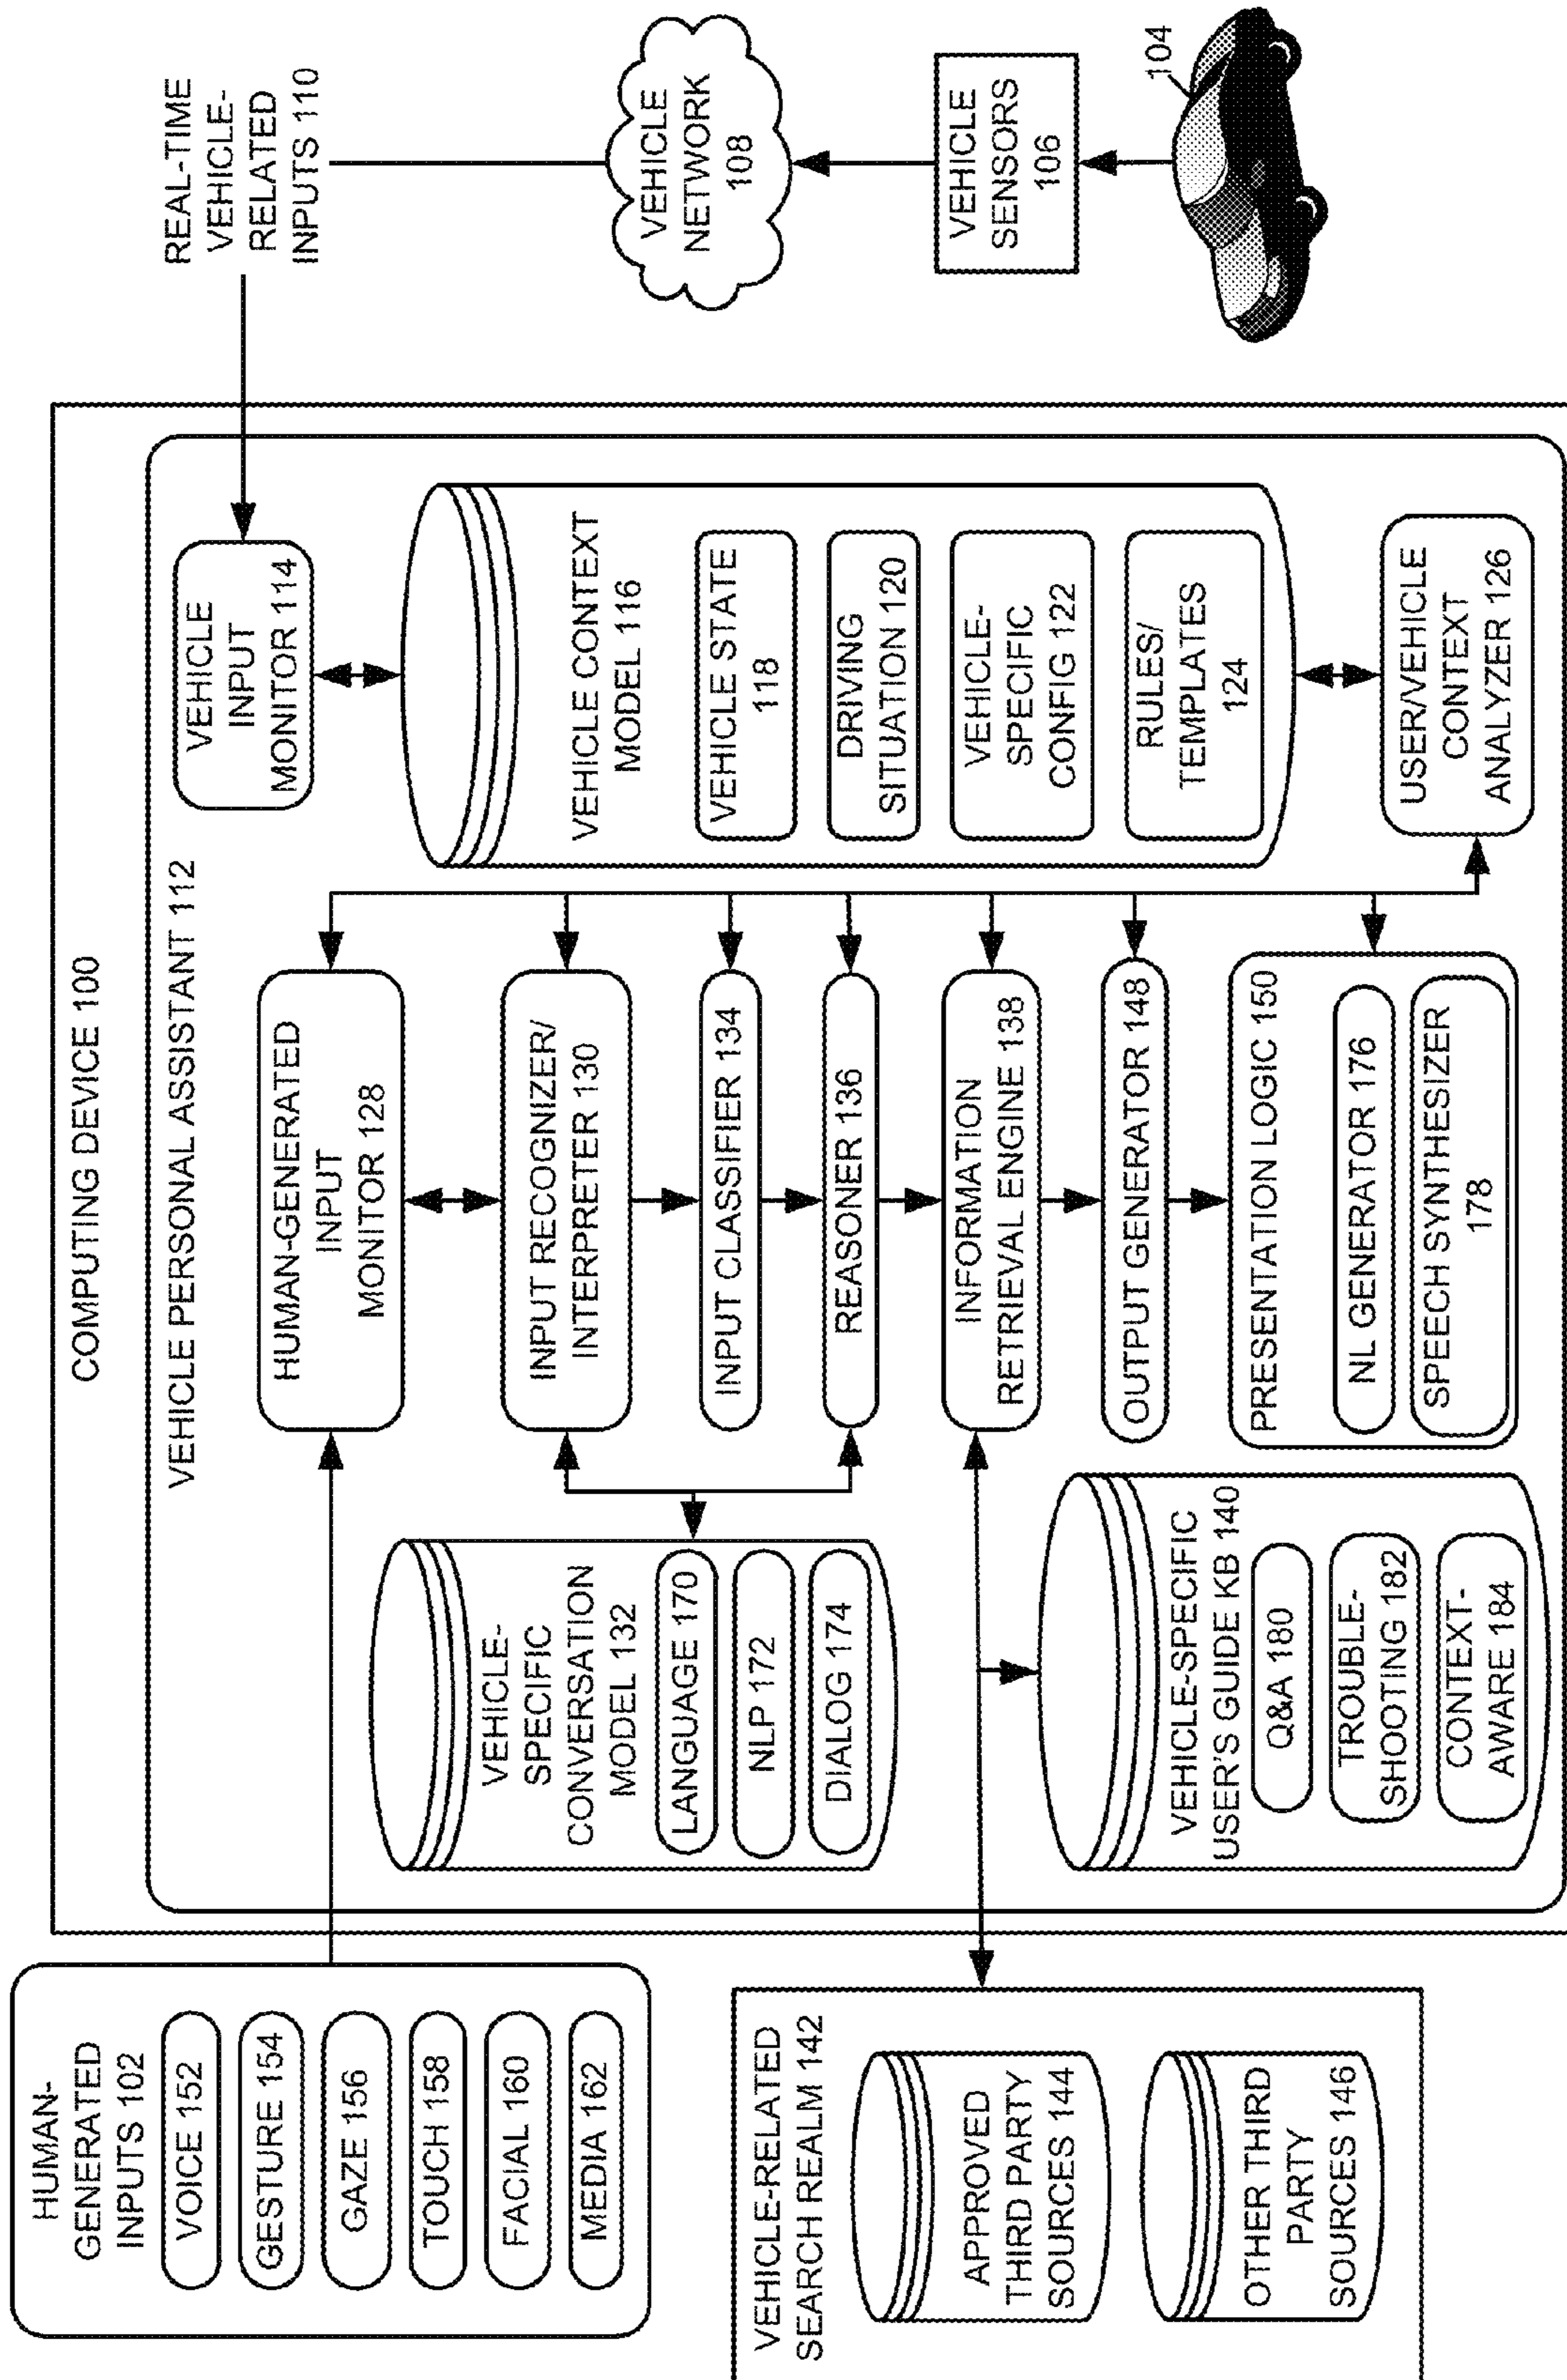 HUMAN-
GENERATED
INPUTS 102
VOICE 152
GESTURE 154
GAZE 156
TOUCH 158
FACIAL 160
MEDIA 162
VEHICLE-RELATED
SEARCH REALM 142
APPROVED
THIRD PARTY
SOURCES 144
OTHER THIRD
PARTY
SOURCES 146
COMPUTING DEVICE 100
VEHICLE PERSONAL ASSISTANT 112
VEHICLE-
SPECIFIC
CONVERSATION
MODEL 132
LANGUAGE 170
NLP 172
DIALOG 174
VEHICLE-SPECIFIC
USER'S GUIDE KB 140
Q&A 180
TROUBLE-
SHOOTING 182
CONTEXT-
AWARE 184
HUMAN-GENERATED
INPUT
MONITOR 128
INPUT RECOGNIZER/
INTERPRETER 130
INPUT CLASSIFIER 134
REASONER 136
INFORMATION
RETRIEVAL ENGINE 138
OUTPUT GENERATOR 148
PRESENTATION LOGIC 150
NL GENERATOR 176
SPEECH SYNTHESIZER
178
VEHICLE
INPUT
MONITOR 114
VEHICLE CONTEXT
MODEL 116
VEHICLE STATE
118
DRIVING
SITUATION 120
VEHICLE-
SPECIFIC
CONFIG 122
RULES/
TEMPLATES
124
USER/VEHICLE
CONTEXT
ANALYZER 126
REAL-TIME
VEHICLE-
RELATED
INPUTS 110
VEHICLE
NETWORK
108
VEHICLE
SENSORS
106
104